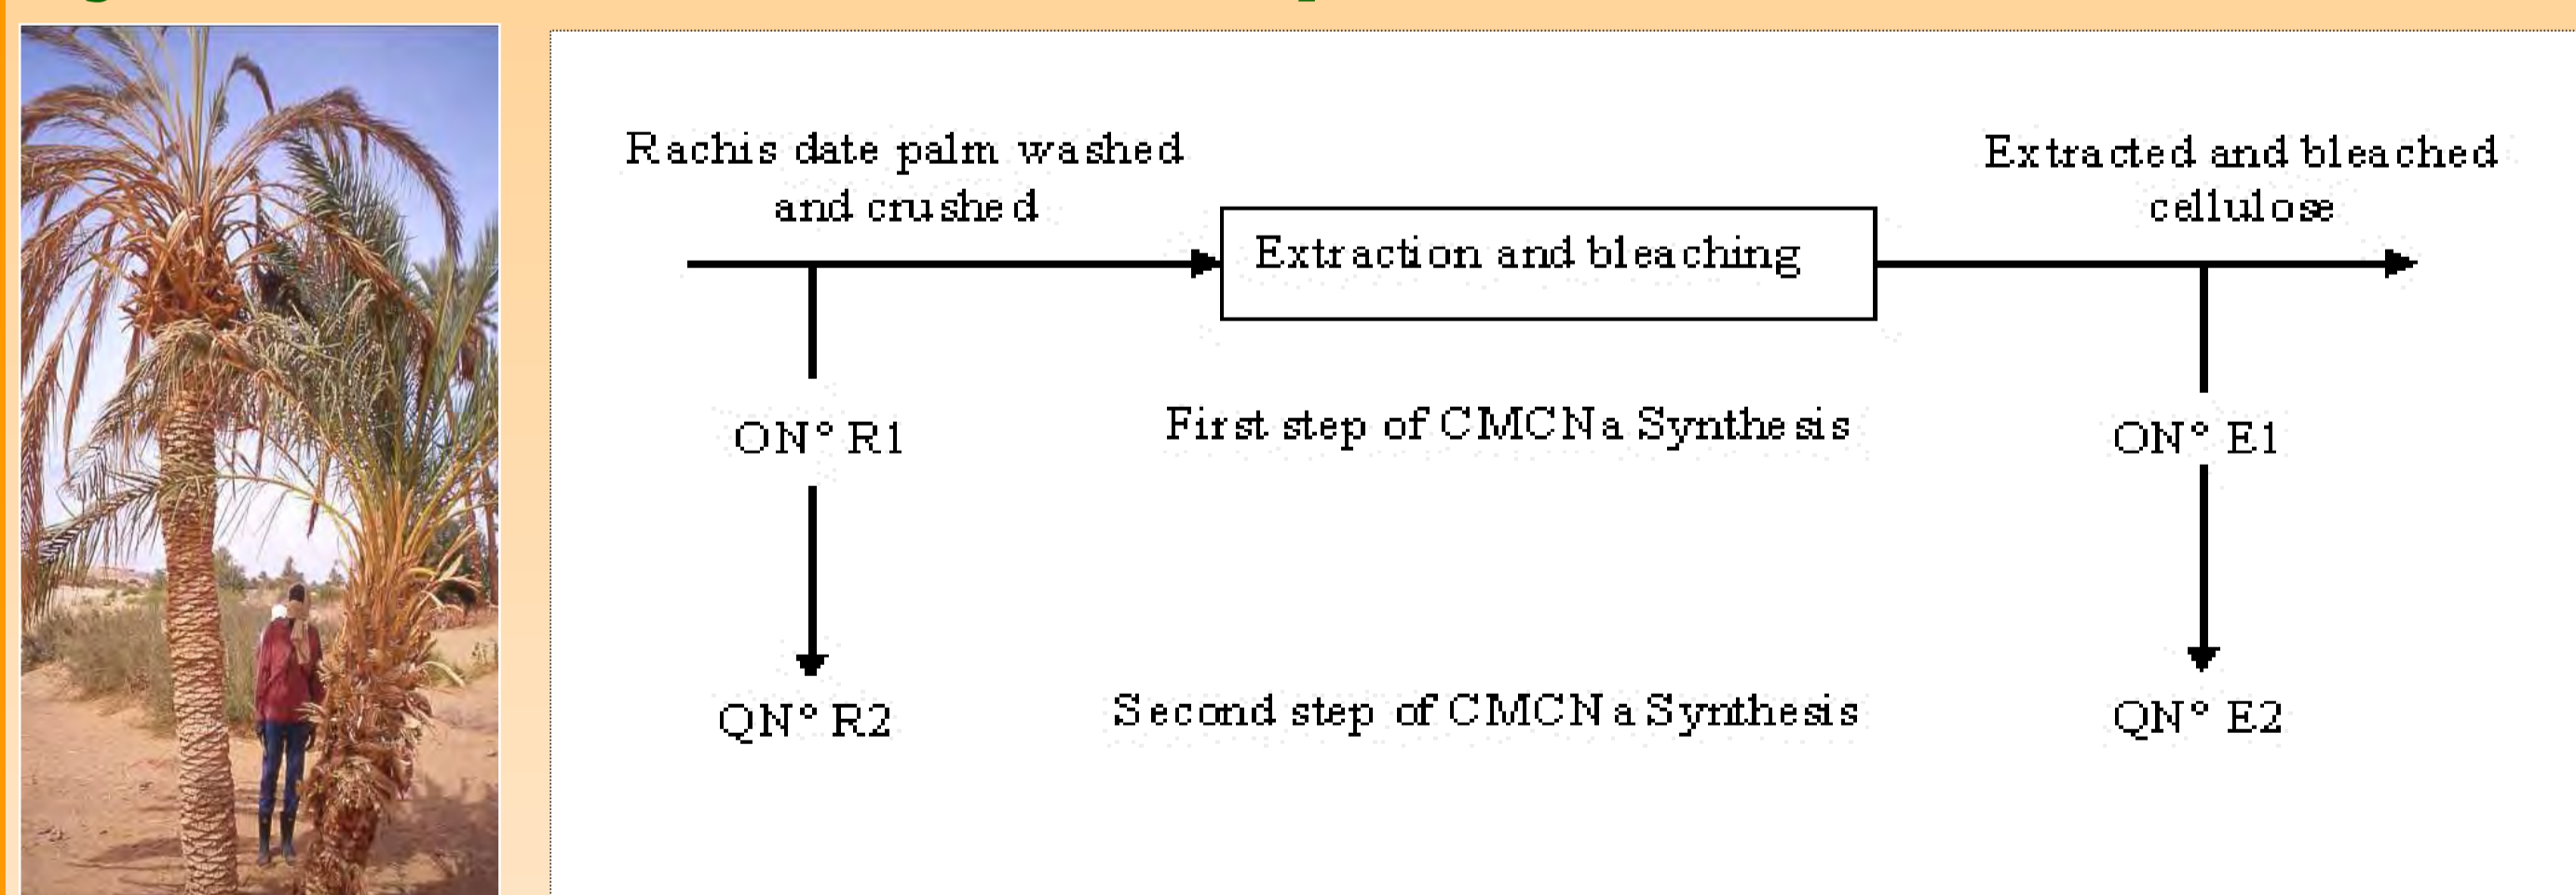 Rachis date palm washed
and crushed
Extracted and bleached
cellulose
Extraction and bleaching
ON° R1
First step of CMCNa Synthesis
ON° E1
QN° R2
Second step of CMCNa Synthesis
QN° E2